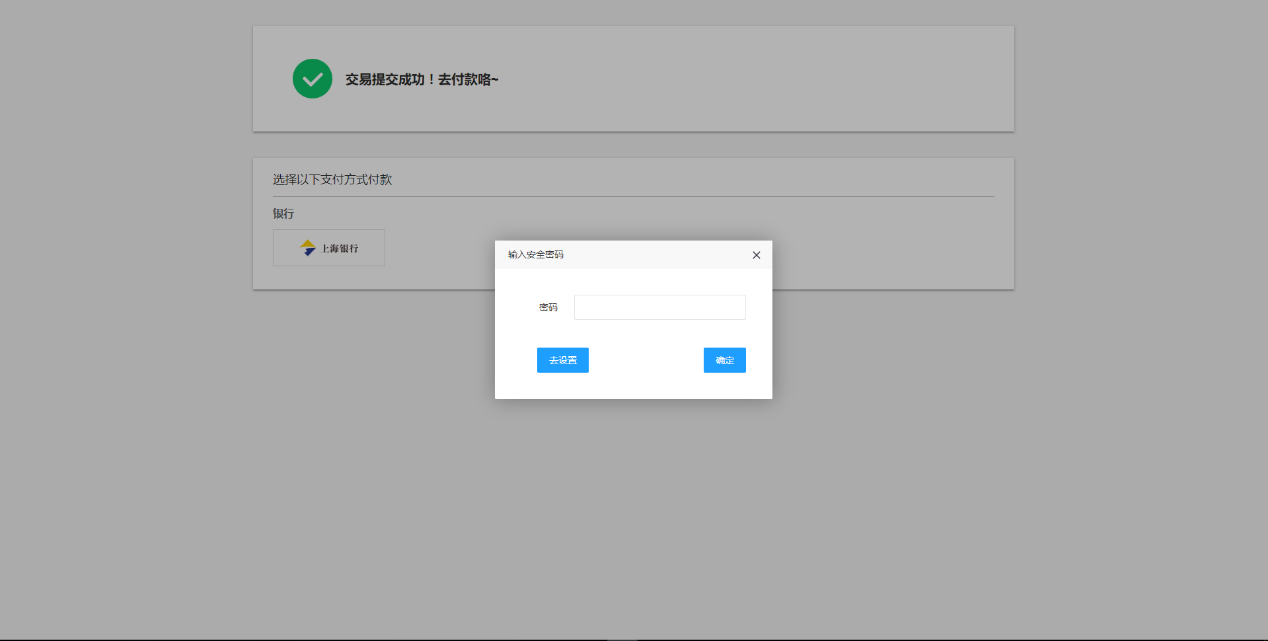 交易提交成功！去付款咯~
选择以下支付方式付款
银行
上海银行
输入安全密码
密码
去设置
确定